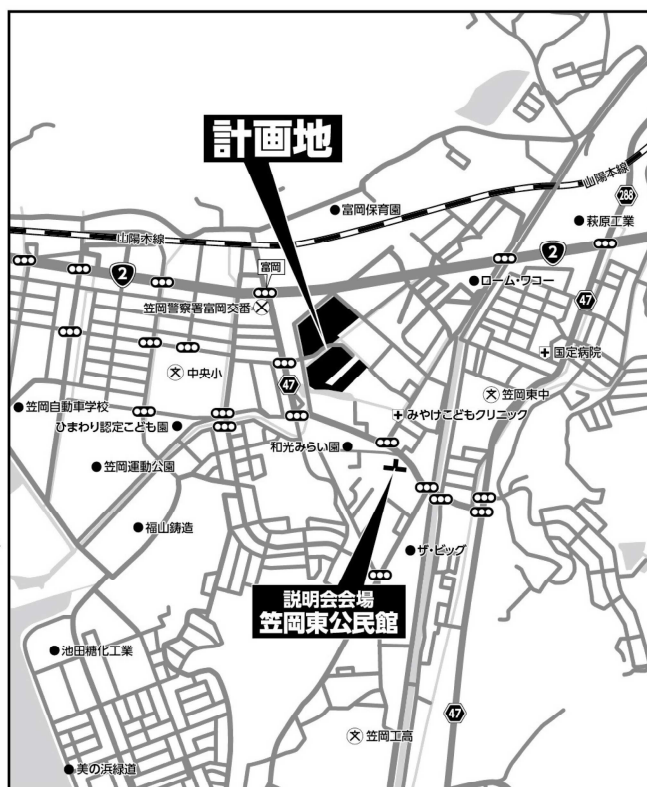 計画地
富岡保育園
山陽本線
288
萩原工業
山陽本線
2
2
富岡
ローム・ワコー
笠岡警察署富岡交番
47
国定病院
中央小
47
笠岡東中
笠岡自動車学校
みやけこどもクリニック
ひまわり認定こども園
和光みらい園
笠岡運動公園
福山鋳造
ザ・ビッグ
説明会会場
笠岡東公民館
池田糖化工業
47
笠岡工高
美の浜緑道